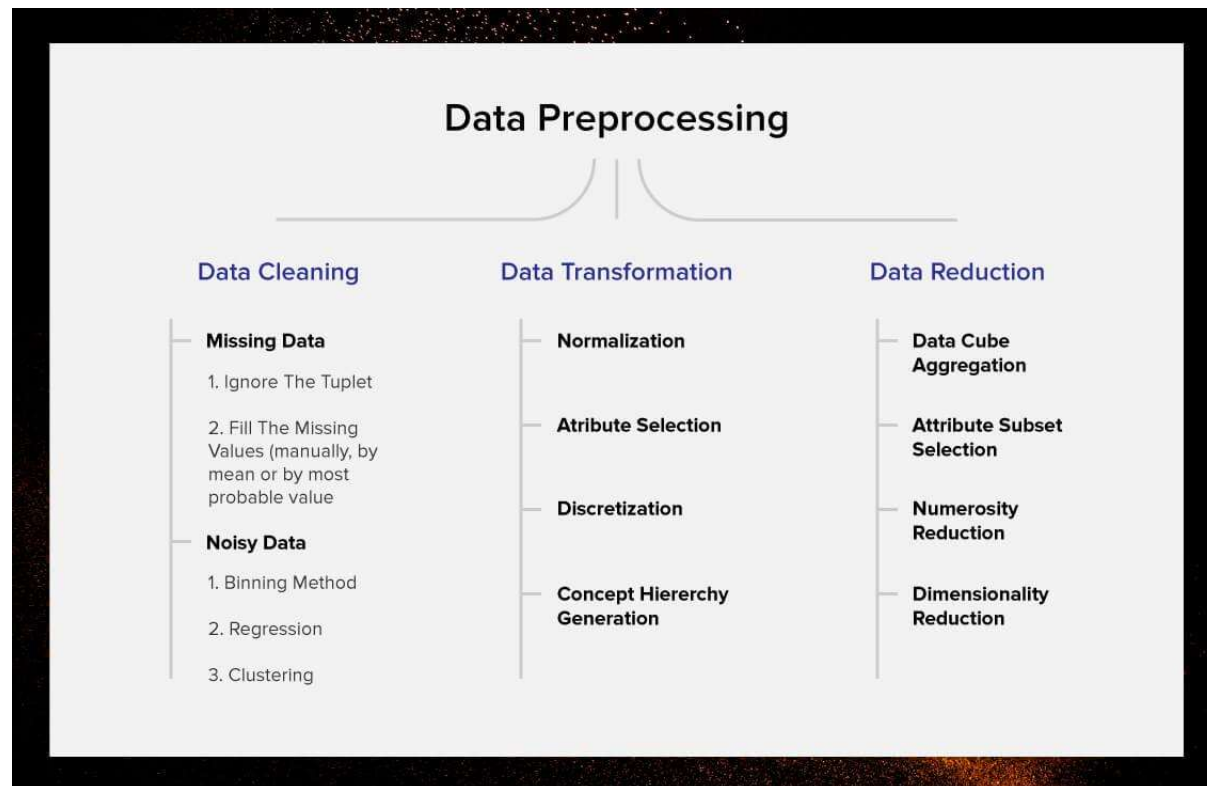 Data Preprocessing
Data Cleaning
Missing Data
1. Ignore The Tuplet
2. Fill The Missing
Values (manually, by
mean or by most
probable value
Noisy Data
1. Binning Method
2. Regression
3. Clustering
Data Transformation
Normalization
Atribute Selection
Discretization
Concept Hiererchy
Generation
Data Reduction
Data Cube
Aggregation
Attribute Subset
Selection
Numerosity
Reduction
Dimensionality
Reduction